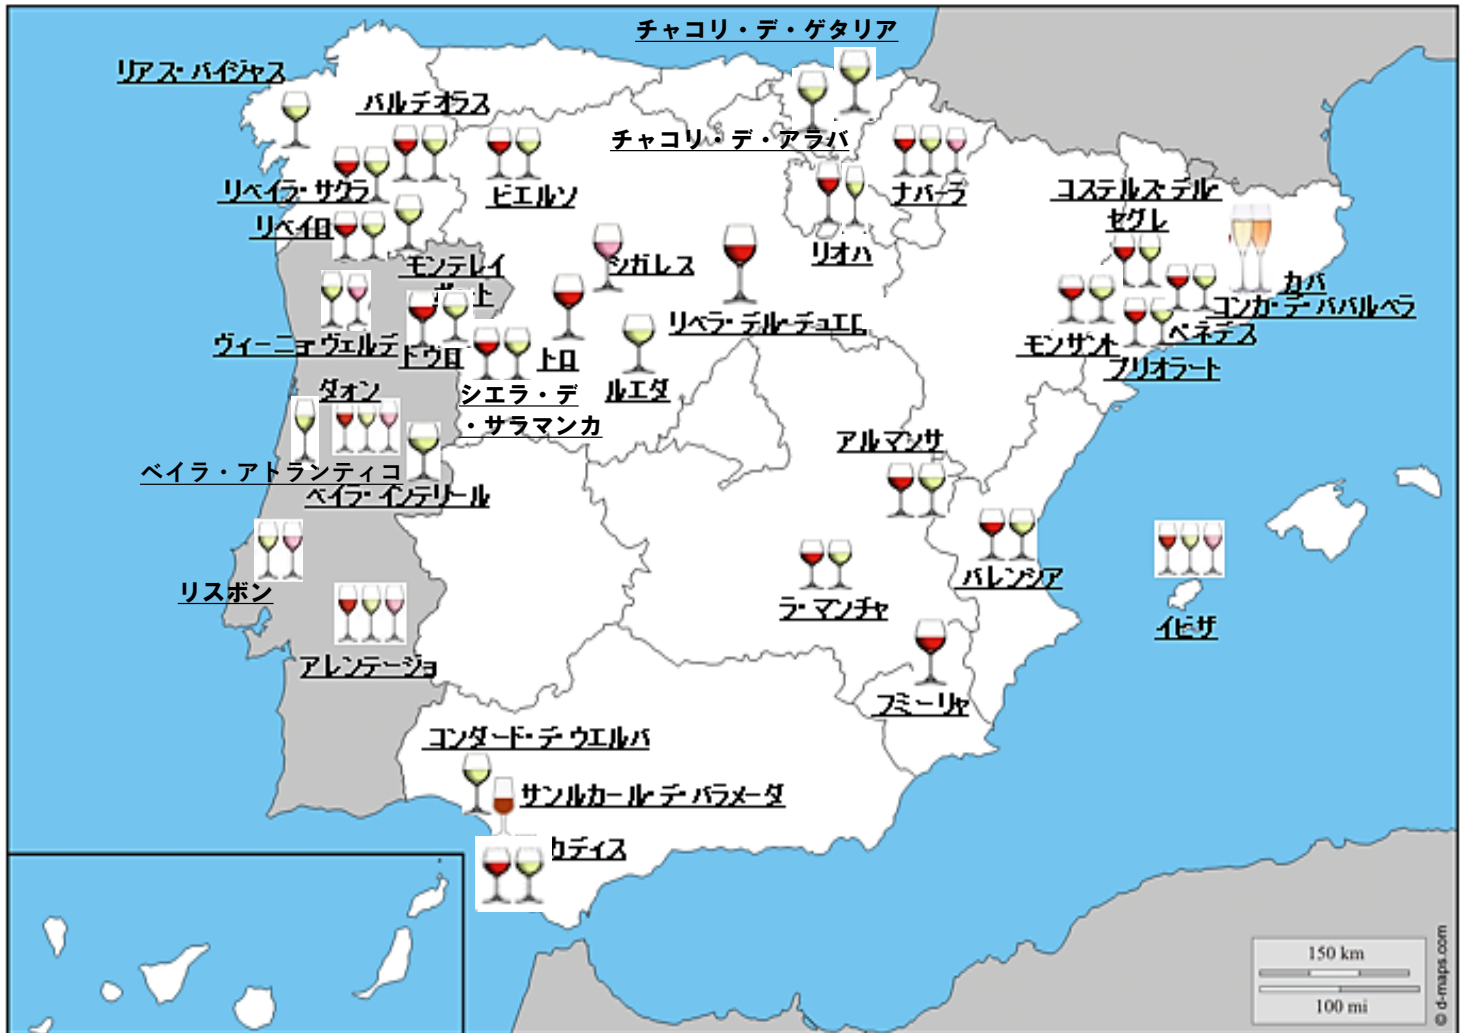 チャコリ・デ・ゲタリア
リアス・バイシャス
バルデオラス
チャコリ・デ・アラバ
リベイラ・サクラ
ビエルソ
ナバーラ
コステルズ・デル・
セグレ
リベイロ
リオハ
モンテレイ
シガレス
カバ
コンカ・デ・バパルベラ
リベラ・デル・デュエロ
ペネデス
ヴィーニョヴェルデ
ドウロ
トロ
モンサント
プリオラート
ダォン
シエラ・デ
・サラマンカ
ルエダ
アルマンサ
ベイラ・アトランティコ
ベイラ・インテリール
バレンシア
リスボン
ラ・マンチャ
イビザ
アレンテージョ
フミーリャ
コンダード・デ・ウエルバ
サンルカール・デ・バラメーダ
カディス
150 km
100 mi
© d-maps.com